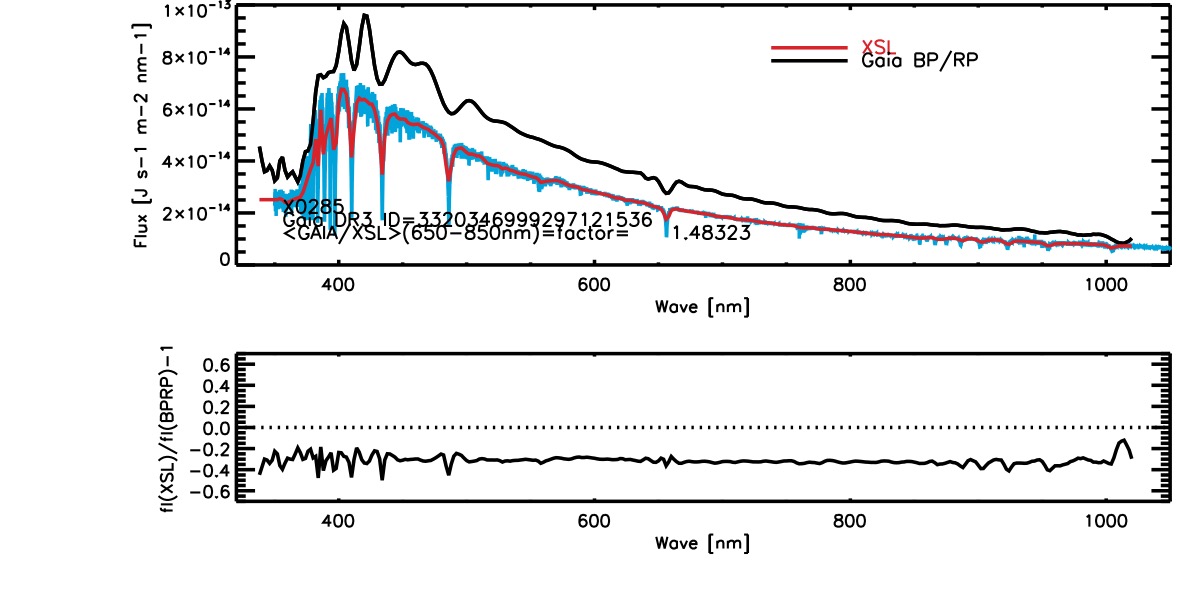 1×10−13
8×10−14
6×10−14
4×10−14
2×10−14
0
Flux [J s−1 m−2 nm−1]
XSL
Gaia BP/RP
X0285
Gaia DR3 ID=3320346999297121536
<GAIA/XSL>(650−850nm)=factor= 1.48323
400 600 800 1000
Wave [nm]
fl(XSL)/fl(BPRP)−1
0.6
0.4
0.2
0.0
−0.2
−0.4
−0.6
400 600 800 1000
Wave [nm]